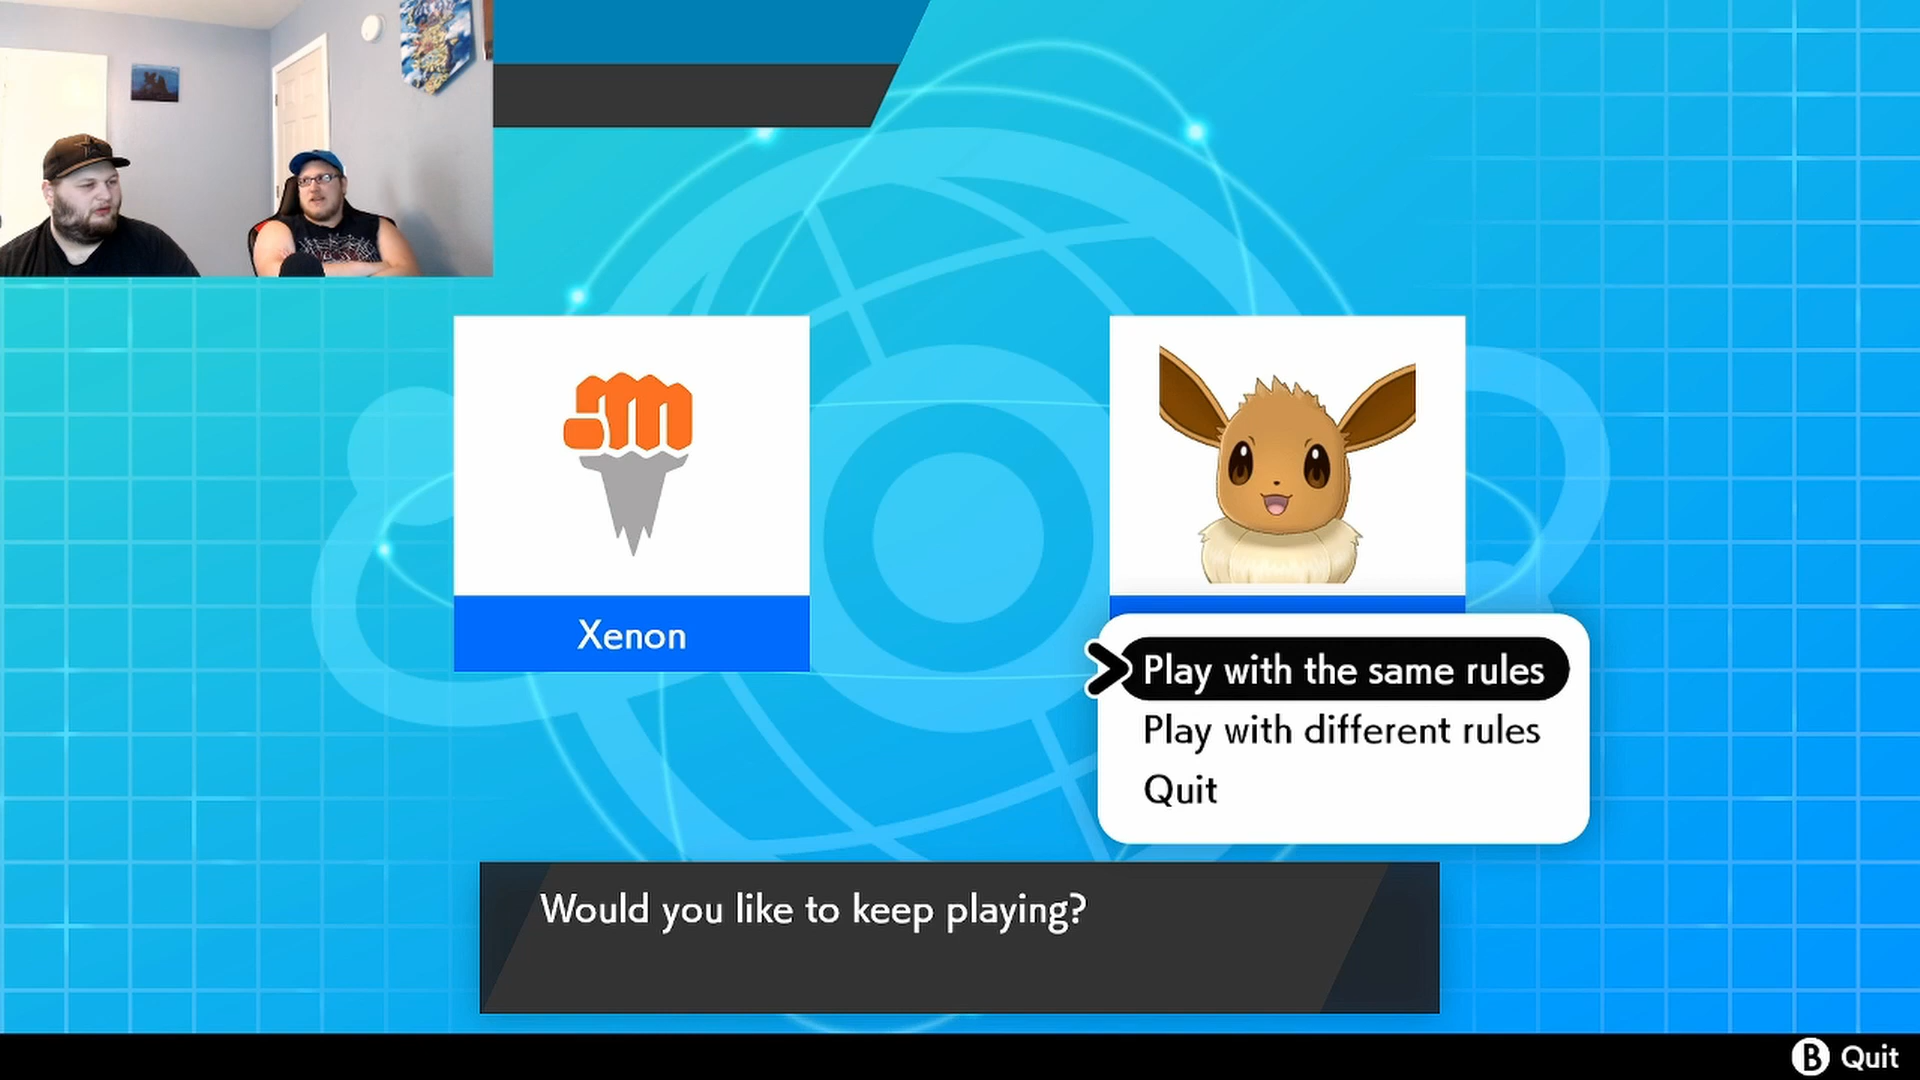 Xenon
Play with the same rules
Play with different rules
Quit
Would you like to keep playing?
B Quit